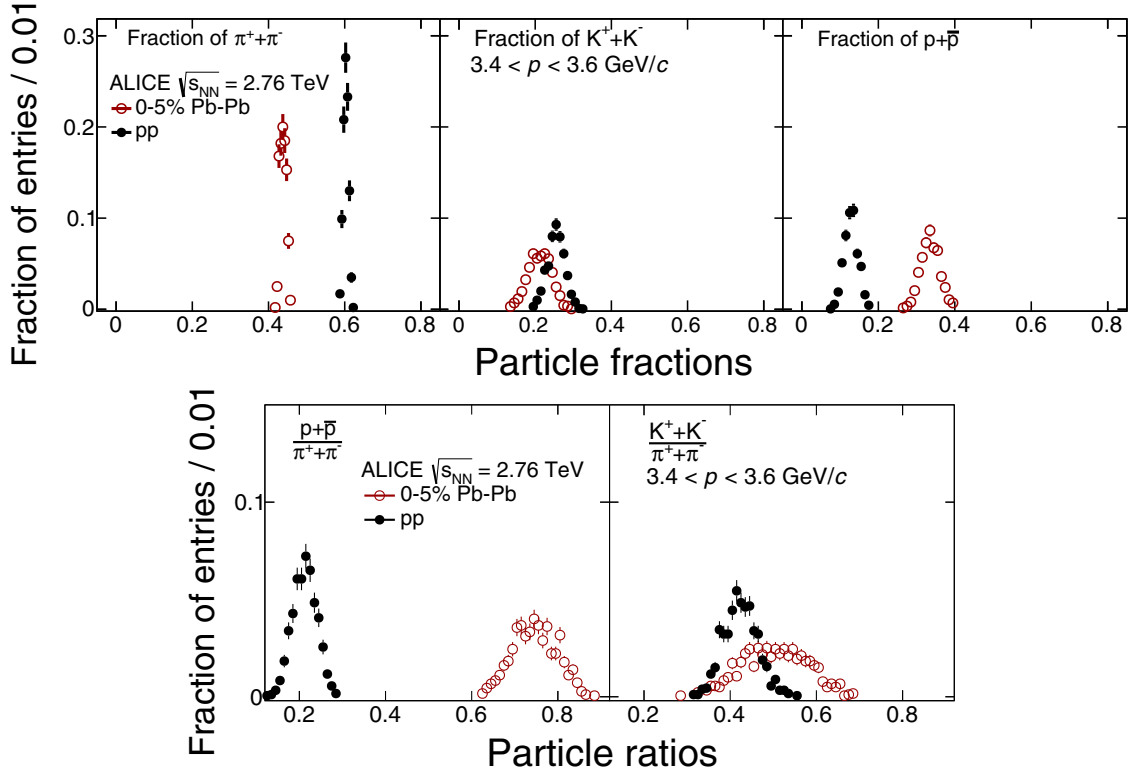 Fraction of entries / 0.01
0.3
0.2
0.1
0
Fraction of π⁺+π⁻
ALICE √s_NN = 2.76 TeV
0-5% Pb-Pb
pp
Fraction of K⁺+K⁻
3.4 < p < 3.6 GeV/c
Fraction of p+p̅
0 0.2 0.4 0.6 0.8 0 0.2 0.4 0.6 0.8 0 0.2 0.4 0.6 0.8
Particle fractions
Fraction of entries / 0.01
0.1
0
p+p̅
π⁺+π⁻
ALICE √s_NN = 2.76 TeV
0-5% Pb-Pb
pp
K⁺+K⁻
π⁺+π⁻
3.4 < p < 3.6 GeV/c
0.2 0.4 0.6 0.8 0.2 0.4 0.6 0.8
Particle ratios